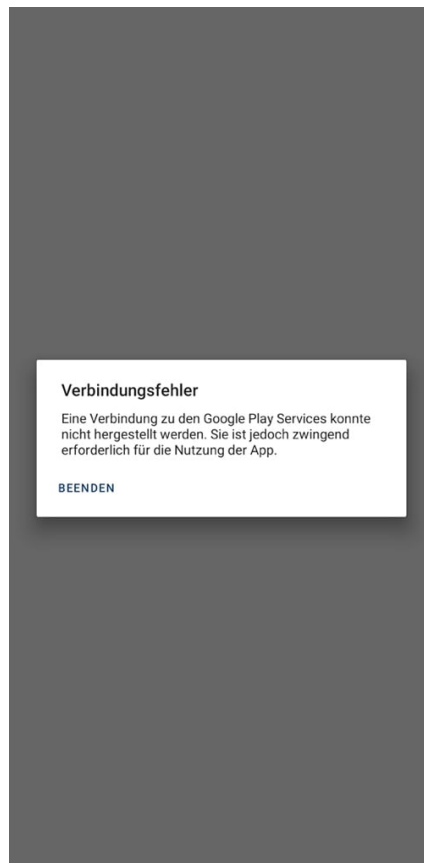 Verbindungsfehler
Eine Verbindung zu den Google Play Services konnte
nicht hergestellt werden. Sie ist jedoch zwingend
erforderlich für die Nutzung der App.
BEENDEN